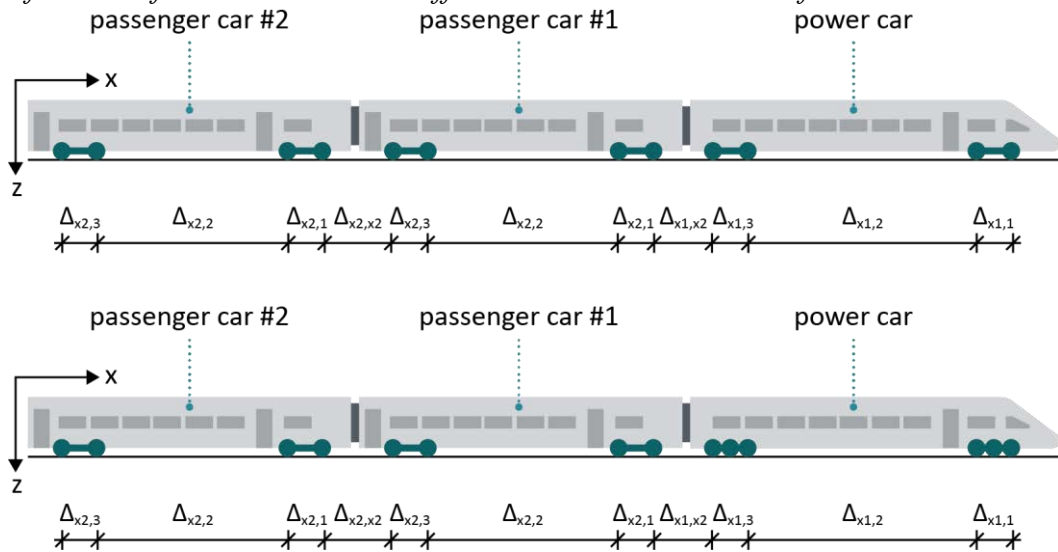 passenger car #2 passenger car #1 power car
x
z
Δx2,3 Δx2,2 Δx2,1 Δx2,x2 Δx2,3 Δx2,2 Δx2,1 Δx1,x2 Δx1,3 Δx1,2 Δx1,1
passenger car #2 passenger car #1 power car
x
z
Δx2,3 Δx2,2 Δx2,1 Δx2,x2 Δx2,3 Δx2,2 Δx2,1 Δx1,x2 Δx1,3 Δx1,2 Δx1,1